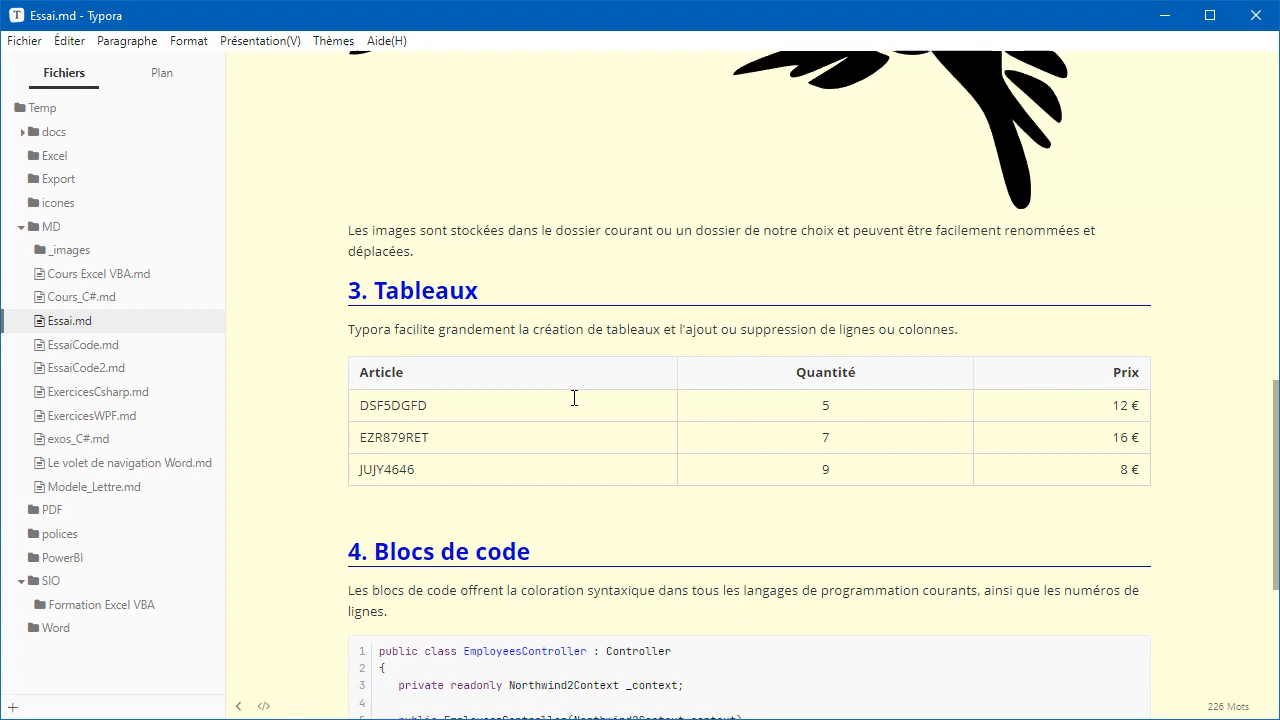 T Essai.md - Typora
Fichier Éditer Paragraphe Format Présentation(V) Thèmes Aide(H)
Fichiers Plan
Temp
docs
Excel
Export
icones
MD
_images
Cours Excel VBA.md
Cours_C#.md
Essai.md
EssaiCode.md
EssaiCode2.md
ExercicesCsharp.md
ExercicesWPF.md
exos_C#.md
Le volet de navigation Word.md
Modele_Lettre.md
PDF
polices
PowerBI
SIO
Formation Excel VBA
Word
Les images sont stockées dans le dossier courant ou un dossier de notre choix et peuvent être facilement renommées et
déplacées.
3. Tableaux
Typora facilite grandement la création de tableaux et l'ajout ou suppression de lignes ou colonnes.
Article Quantité Prix
DSF5DGFD 5 12 €
EZR879RET 7 16 €
JUJY4646 9 8 €
4. Blocs de code
Les blocs de code offrent la coloration syntaxique dans tous les langages de programmation courants, ainsi que les numéros de
lignes.
1 public class EmployeesController : Controller
2 {
3 private readonly Northwind2Context _context;
4
5 public EmployeesController(Northwind2Context context)
226 Mots